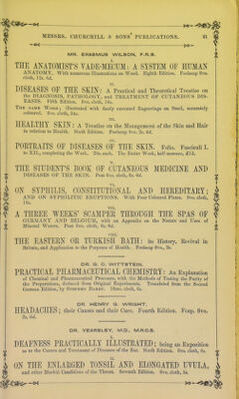 MESSRS. CHURCHILL & SONS' PUBLICATIONS. 21
MR. ERASMUS WILSON, F.R.S.
THE ANATOMIST'S VADE-MECUM: A SYSTEM OF HUMAN
ANATOMY. With numerous Illustrations on Wood. Eighth Edition. Foolscap 8vo.
cloth, 12s. 6d.
DISEASES OF THE SKIN: A Practical and Theoretical Treatise on
the DIAGNOSIS, PATHOLOGY, and TREATMENT OF CUTANEOUS DIS-
EASES. Fifth Edition. 8vo. cloth, 16s.
THE SAME WORK; illustrated with finely executed Engravings on Steel, accurately
coloured. 8vo. cloth, 34s.
HEALTHY SKIN: A Treatise on the Management of the Skin and Hair
in relation to Health. Foolscap 8vo. 2s. 6d.
PORTRAITS OF DISEASES OF THE SKIN. Folio. Fasciculi I.
to XII., completing the Work. 20s. each. The Entire Work, half morocco, £13.
THE STUDENT'S BOOK OF CUTANEOUS MEDICINE AND
DISEASES OF THE SKIN. Post 8vo. cloth, 8s. 6d.
ON SYPHILIS, CONSTITUTIONAL AND HEREDITARY;
AND ON SYPHILITIC ERUPTIONS. With Four Coloured Plates. 8vo. cloth,
16s.
A THREE WEEKS' SCAMPER THROUGH THE SPAS OF
GERMANY AND BELGIUM, with an Appendix on the Nature and Uses of
Mineral Waters. Post 8vo. cloth, 6s. 6d.
THE EASTERN OR TURKISH BATH: its History, Revival in
Britain, and Application to the Purposes of Health. Foolscap 8vo., 2s.
DR. G. C. WITTSTEIN.
PRACTICAL PHARMACEUTICAL CHEMISTRY: An Explanation
of Chemical and Pharmaceutical Processes, with the Methods of Testing the Purity of
the Preparations, deduced from Original Experiments. Translated from the Second
German Edition, by STEPHEN DARBY. 18mo. cloth, 6s.
DR. HENRY G. WRIGHT.
HEADACHES; their Causes and their Cure. Fourth Edition. Fcap. 8vo.
2s. 6d.
DR. YEARSLEY, M.D., M.R.C.S.
DEAFNESS PRACTICALLY ILLUSTRATED; being an Exposition
as to the Causes and Treatment of Diseases of the Ear. Sixth Edition. 8vo. cloth, 6s.
ON THE ENLARGED TONSIL AND ELONGATED UVULA,
and other Morbid Conditions of the Throat. Seventh Edition. 8vo. cloth, 5s.